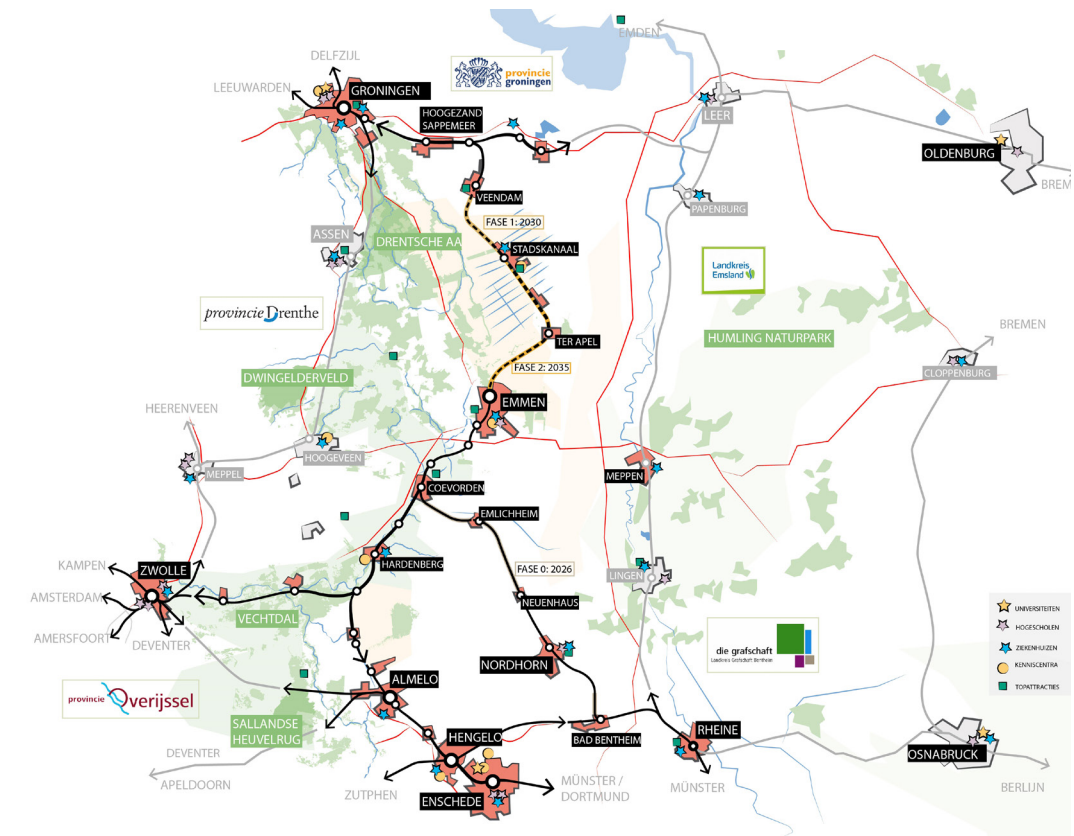 EMDEN
DELFZIJL
LEEUWARDEN
GRONINGEN
provincie
groningen
HOOGEZAND
SAPPEMEER
LEER
OLDENBURG
BREM
VEENDAM
PAPENBURG
FASE 1: 2030
ASSEN
DRENTSCHE AA
STADSKANAAL
Landkreis
Emsland
provincie Drenthe
TER APEL
HUMLING NATURPARK
BREMEN
FASE 2: 2035
DWINGELDERVELD
CLOPPENBURG
EMMEN
HEERENVEEN
HOOGEVEEN
MEPPEL
MEPPEN
COEVORDEN
EMLICHHEIM
HARDENBERG
FASE 0: 2026
KAMPEN
ZWOLLE
LINGEN
AMSTERDAM
NEUENHAUS
VECHTDAL
AMERSFOORT
DEVENTER
die grafschaft
Landkreis Grafschaft Bentheim
NORDHORN
UNIVERSITEITEN
HOGESCHOLEN
ZIEKENHUIZEN
KENNISCENTRA
TOPATTRACTIES
provincie Overijssel
ALMELO
SALLANDSE
HEUVELRUG
HENGELO
BAD BENTHEIM
RHEINE
OSNABRUCK
DEVENTER
APELDOORN
ZUTPHEN
ENSCHEDE
MÜNSTER /
DORTMUND
MÜNSTER
BERLIJN